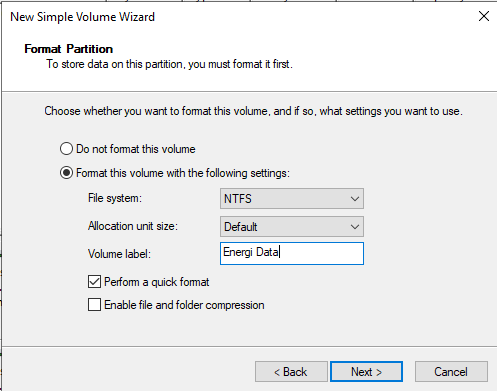 New Simple Volume Wizard
Format Partition
To store data on this partition, you must format it first.
Choose whether you want to format this volume, and if so, what settings you want to use.
Do not format this volume
Format this volume with the following settings:
File system: NTFS
Allocation unit size: Default
Volume label: Energi Data
Perform a quick format
Enable file and folder compression
< Back Next > Cancel